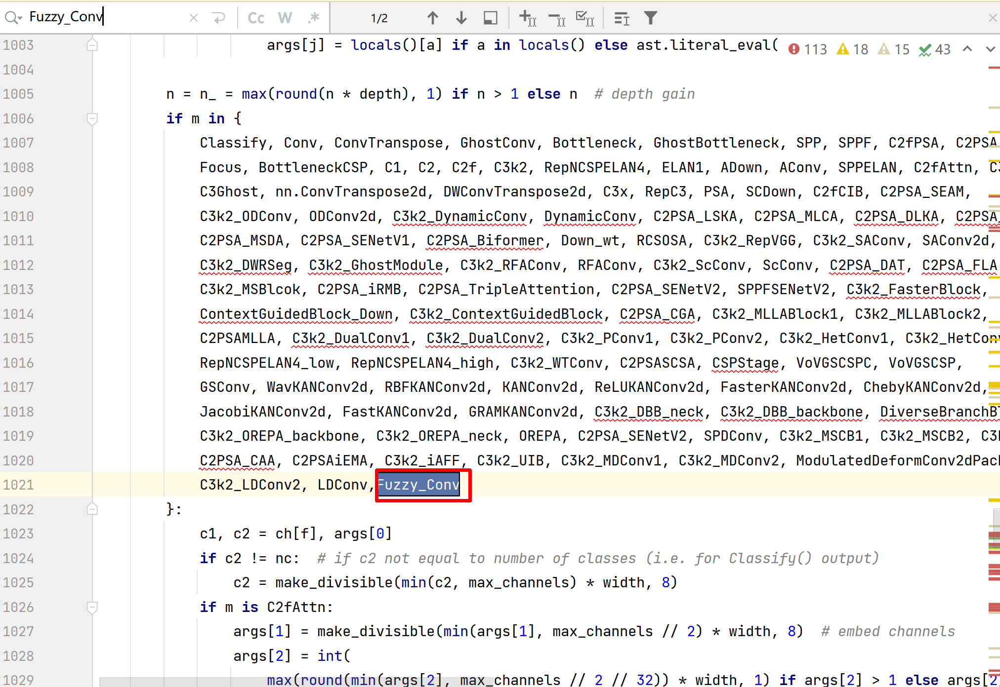 Fuzzy_Conv
Cc W .*
1/2
113 18 15 43
1003 args[j] = locals()[a] if a in locals() else ast.literal_eval(
1004
1005 n = n_ = max(round(n * depth), 1) if n > 1 else n # depth gain
1006 if m in {
1007 Classify, Conv, ConvTranspose, GhostConv, Bottleneck, GhostBottleneck, SPP, SPPF, C2fPSA, C2PSA
1008 Focus, BottleneckCSP, C1, C2, C2f, C3k2, RepNCSPELAN4, ELAN1, ADown, AConv, SPPELAN, C2fAttn, C3
1009 C3Ghost, nn.ConvTranspose2d, DWConvTranspose2d, C3x, RepC3, PSA, SCDown, C2fCIB, C2PSA_SEAM,
1010 C3k2_ODConv, ODConv2d, C3k2_DynamicConv, DynamicConv, C2PSA_LSKA, C2PSA_MLCA, C2PSA_DLKA, C2PSA_
1011 C2PSA_MSDA, C2PSA_SENetV1, C2PSA_Biformer, Down_wt, RCSOSA, C3k2_RepVGG, C3k2_SAConv, SAConv2d,
1012 C3k2_DWRSeg, C3k2_GhostModule, C3k2_RFAConv, RFAConv, C3k2_ScConv, ScConv, C2PSA_DAT, C2PSA_FLA
1013 C3k2_MSBlcok, C2PSA_iRMB, C2PSA_TripleAttention, C2PSA_SENetV2, SPPFSENetV2, C3k2_FasterBlock,
1014 ContextGuidedBlock_Down, C3k2_ContextGuidedBlock, C2PSA_CGA, C3k2_MLLABlock1, C3k2_MLLABlock2,
1015 C2PSAMLLA, C3k2_DualConv1, C3k2_DualConv2, C3k2_PConv1, C3k2_PConv2, C3k2_HetConv1, C3k2_HetConv
1016 RepNCSPELAN4_low, RepNCSPELAN4_high, C3k2_WTConv, C2PSASCSA, CSPStage, VoVGSCSPC, VoVGSCSP,
1017 GSConv, WavKANConv2d, RBFKANConv2d, KANConv2d, ReLUKANConv2d, FasterKANConv2d, ChebyKANConv2d,
1018 JacobiKANConv2d, FastKANConv2d, GRAMKANConv2d, C3k2_DBB_neck, C3k2_DBB_backbone, DiverseBranchBl
1019 C3k2_OREPA_backbone, C3k2_OREPA_neck, OREPA, C2PSA_SENetV2, SPDConv, C3k2_MSCB1, C3k2_MSCB2, C3k
1020 C2PSA_CAA, C2PSAiEMA, C3k2_iAFF, C3k2_UIB, C3k2_MDConv1, C3k2_MDConv2, ModulatedDeformConv2dPack
1021 C3k2_LDConv2, LDConv,Fuzzy_Conv
1022 }:
1023 c1, c2 = ch[f], args[0]
1024 if c2 != nc: # if c2 not equal to number of classes (i.e. for Classify() output)
1025 c2 = make_divisible(min(c2, max_channels) * width, 8)
1026 if m is C2fAttn:
1027 args[1] = make_divisible(min(args[1], max_channels // 2) * width, 8) # embed channels
1028 args[2] = int(
1029 max(round(min(args[2], max_channels // 2 // 32)) * width, 1) if args[2] > 1 else args[2